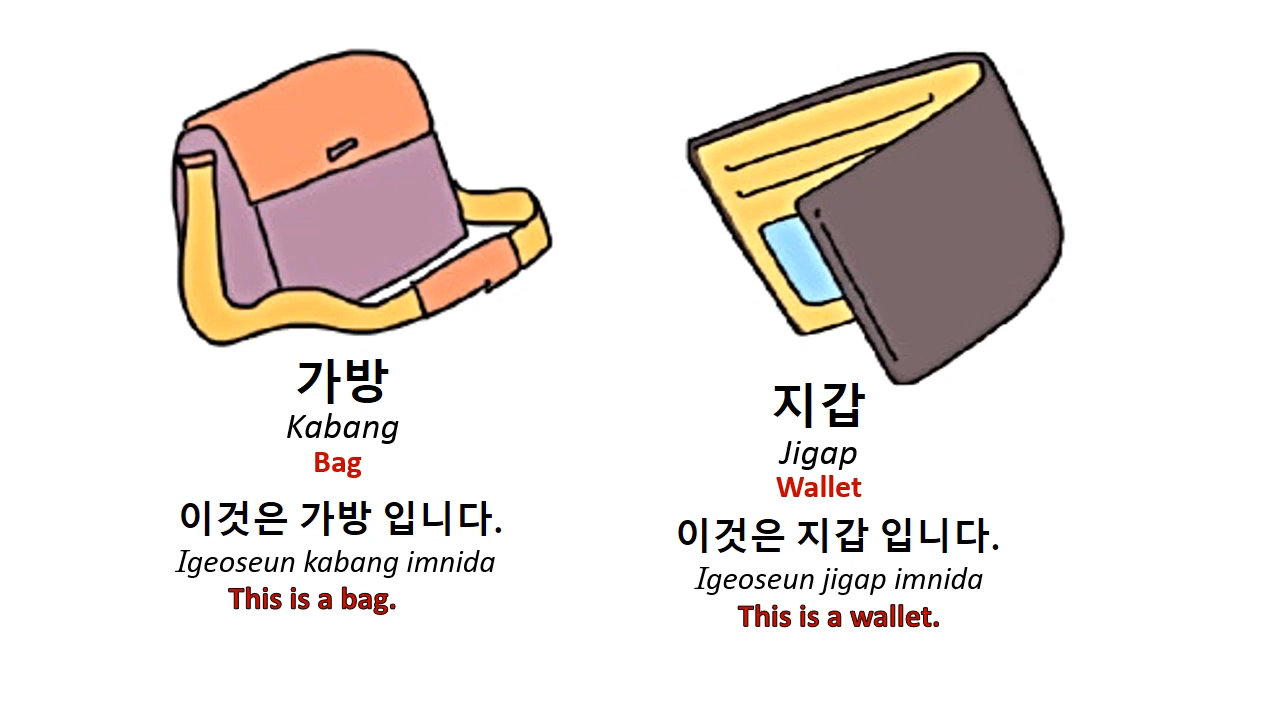 가방
Kabang
Bag
이것은 가방 입니다.
Igeoseun kabang imnida
This is a bag.
지갑
Jigap
Wallet
이것은 지갑 입니다.
Igeoseun jigap imnida
This is a wallet.